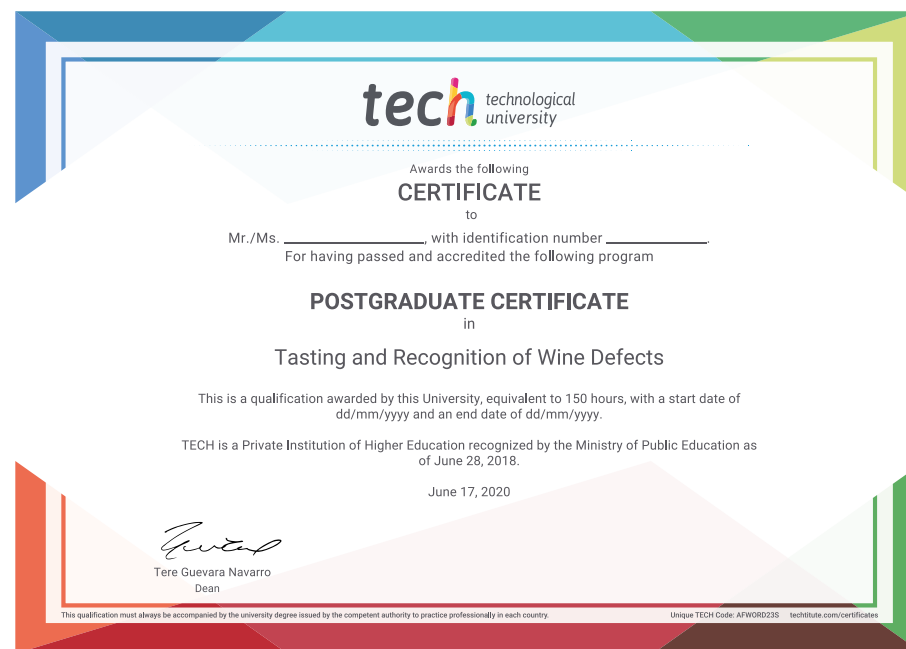 tech technological
university
Awards the following
CERTIFICATE
to
Mr./Ms. ____________________, with identification number ______________.
For having passed and accredited the following program
POSTGRADUATE CERTIFICATE
in
Tasting and Recognition of Wine Defects
This is a qualification awarded by this University, equivalent to 150 hours, with a start date of
dd/mm/yyyy and an end date of dd/mm/yyyy.
TECH is a Private Institution of Higher Education recognized by the Ministry of Public Education as
of June 28, 2018.
June 17, 2020
Tere Guevara Navarro
Dean
This qualification must always be accompanied by the university degree issued by the competent authority to practice professionally in each country. Unique TECH Code: AFWORD23S techtitute.com/certificates